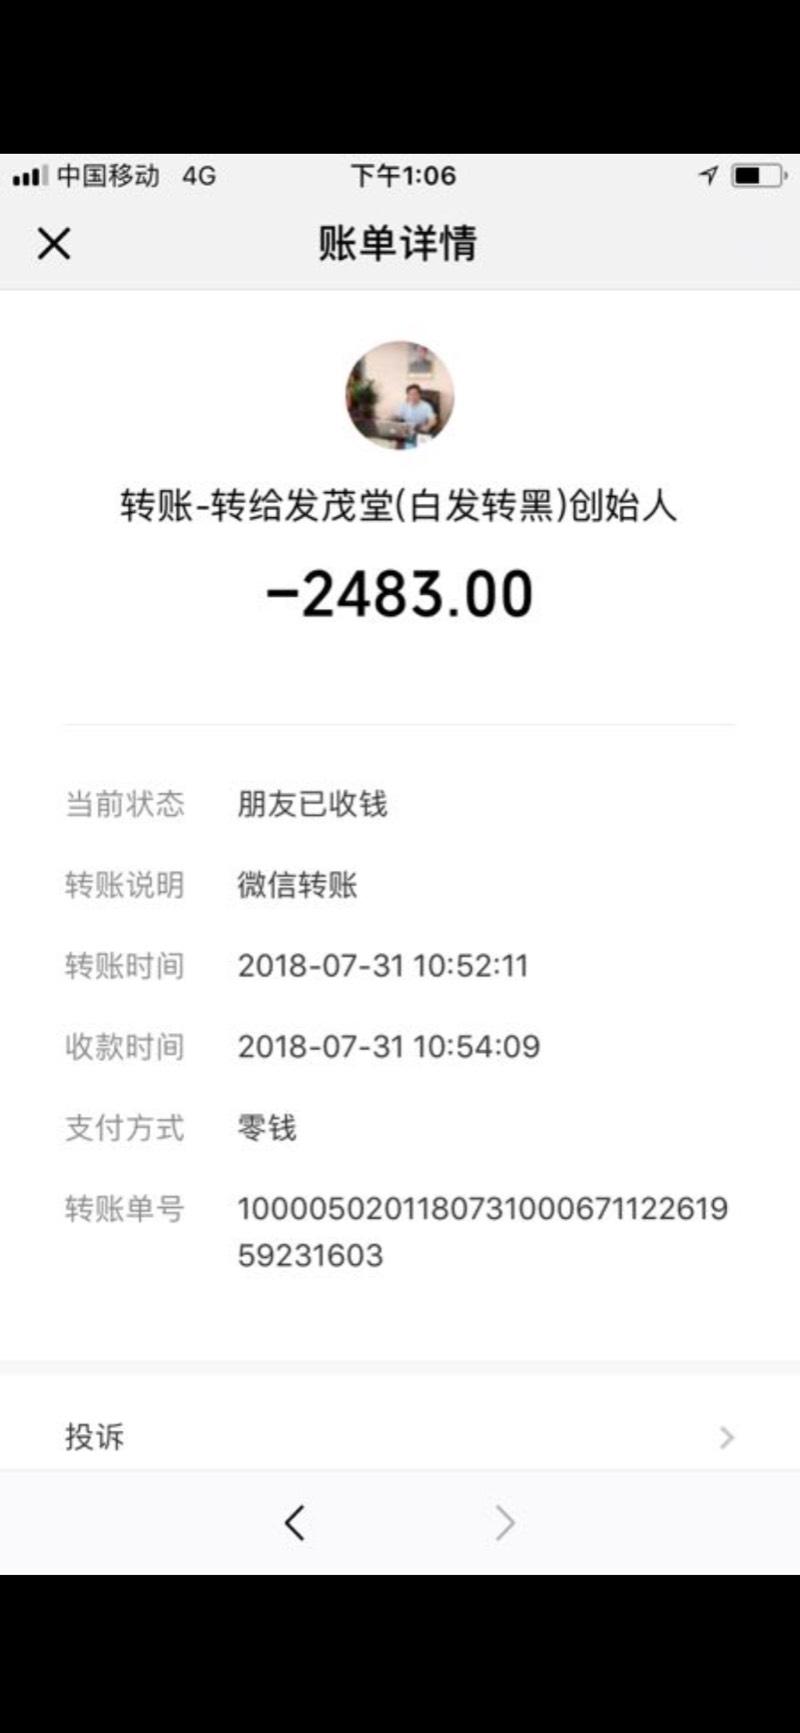 中国移动 4G 下午1:06
账单详情
转账-转给发茂堂(白发转黑)创始人
-2483.00
当前状态 朋友已收钱
转账说明 微信转账
转账时间 2018-07-31 10:52:11
收款时间 2018-07-31 10:54:09
支付方式 零钱
转账单号 1000050201180731000671122619
59231603
投诉